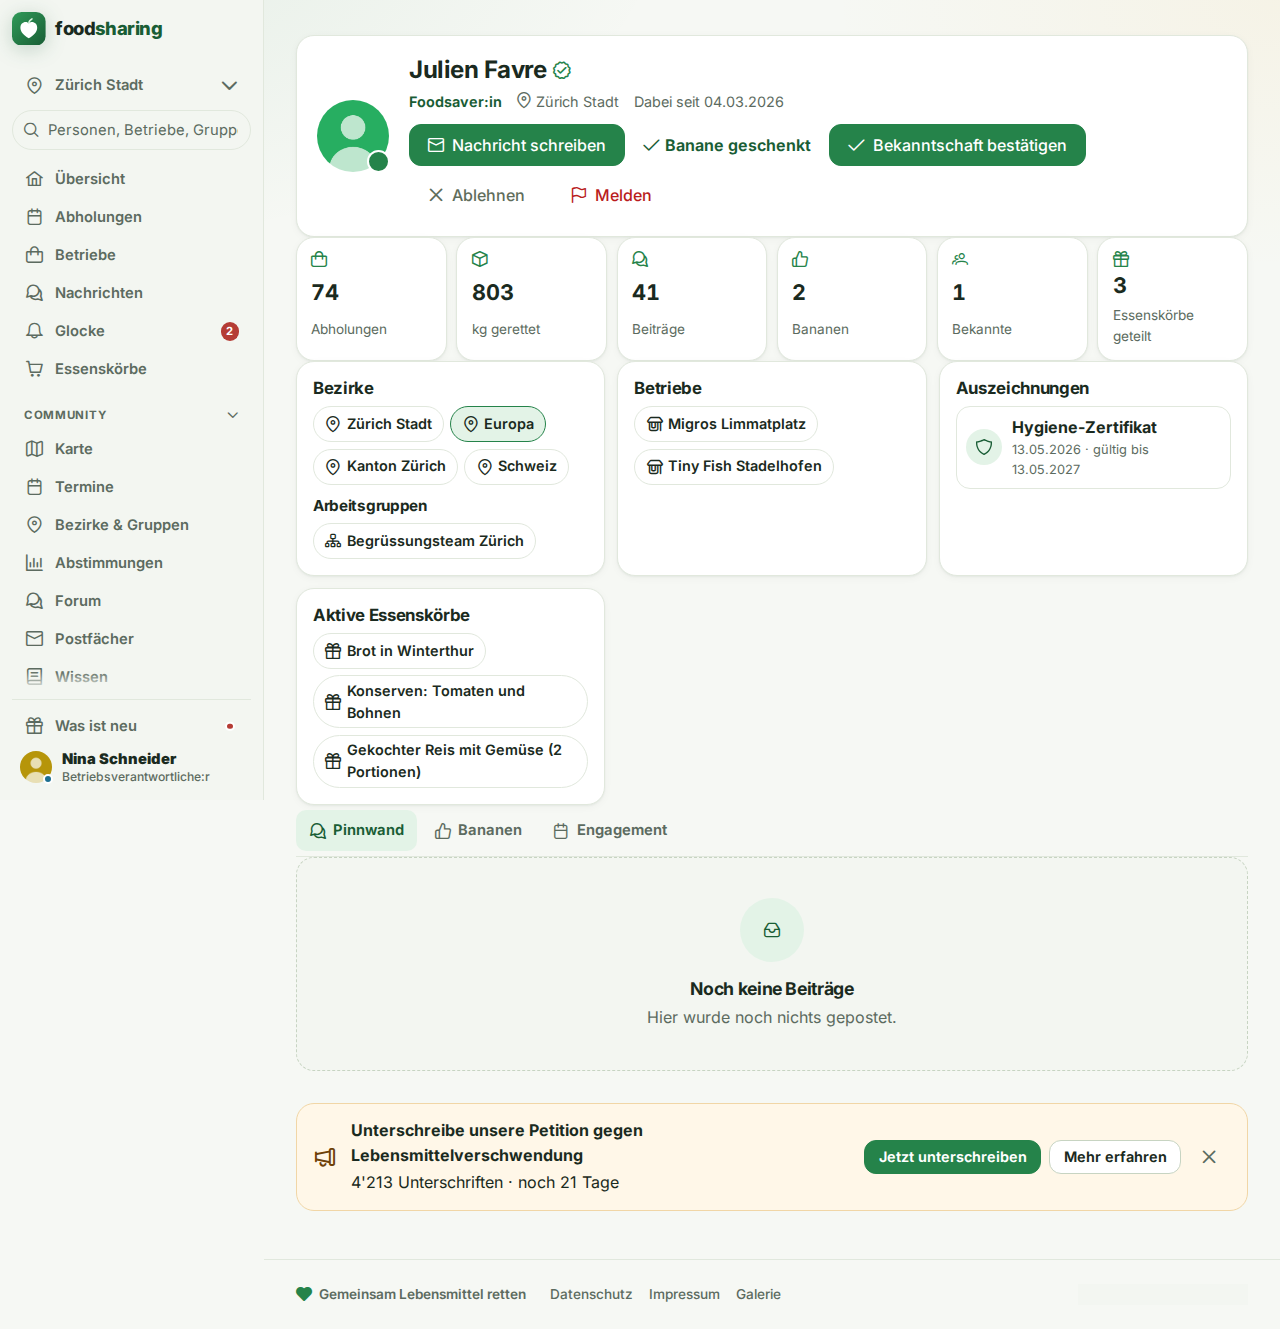 foodsharing
Zürich Stadt
Personen, Betriebe, Grupp
Übersicht
Abholungen
Betriebe
Nachrichten
Glocke
2
Essenskörbe
COMMUNITY
Karte
Termine
Bezirke & Gruppen
Abstimmungen
Forum
Postfächer
Wissen
Was ist neu
Nina Schneider
Betriebsverantwortliche:r
Julien Favre
Foodsaver:in
Zürich Stadt
Dabei seit 04.03.2026
Nachricht schreiben
Banane geschenkt
Bekanntschaft bestätigen
Ablehnen
Melden
74
Abholungen
803
kg gerettet
41
Beiträge
2
Bananen
1
Bekannte
3
Essenskörbe
geteilt
Bezirke
Zürich Stadt
Europa
Kanton Zürich
Schweiz
Arbeitsgruppen
Begrüssungsteam Zürich
Betriebe
Migros Limmatplatz
Tiny Fish Stadelhofen
Auszeichnungen
Hygiene-Zertifikat
13.05.2026 · gültig bis
13.05.2027
Aktive Essenskörbe
Brot in Winterthur
Konserven: Tomaten und
Bohnen
Gekochter Reis mit Gemüse (2
Portionen)
Pinnwand
Bananen
Engagement
Noch keine Beiträge
Hier wurde noch nichts gepostet.
Unterschreibe unsere Petition gegen
Lebensmittelverschwendung
4'213 Unterschriften · noch 21 Tage
Jetzt unterschreiben
Mehr erfahren
Gemeinsam Lebensmittel retten
Datenschutz
Impressum
Galerie